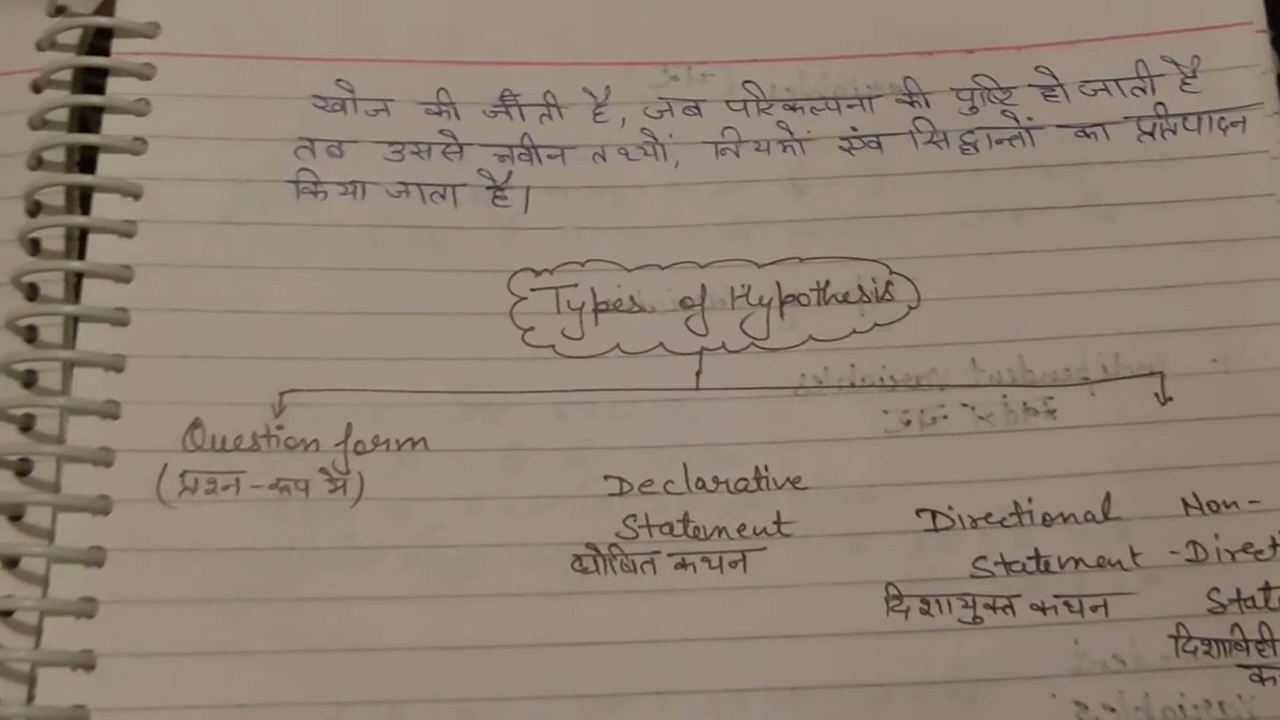 खोज की जाती है, जब परिकल्पना की पुष्टि हो जाती है
तब उससे नवीन तथ्यों, नियमों एंव सिद्धान्तों का प्रतिपादन
किया जाता है।
Types of Hypothesis
Question form
(प्रश्न-रूप में)
Declarative
Statement
घोषित कथन
Directional
Statement
दिशायुक्त कथन
Non-
-Direct
Stat
दिशाविही
क